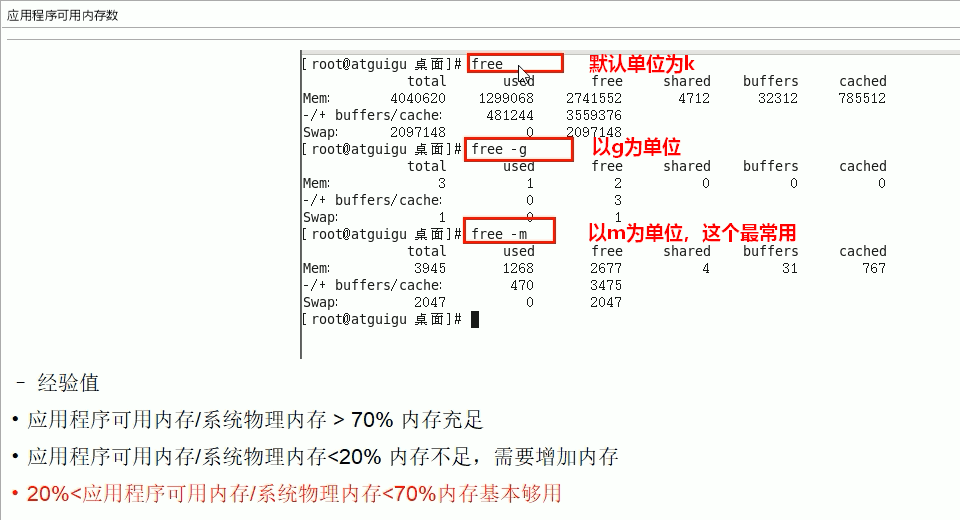 应用程序可用内存数
[root@atguigu 桌面]# free 默认单位为k
total used free shared buffers cached
Mem: 4040620 1299068 2741552 4712 32312 785512
-/+ buffers/cache: 481244 3559376
Swap: 2097148 0 2097148
[root@atguigu 桌面]# free -g 以g为单位
total used free shared buffers cached
Mem: 3 1 2 0 0 0
-/+ buffers/cache: 0 3
Swap: 1 0 1
[root@atguigu 桌面]# free -m 以m为单位，这个最常用
total used free shared buffers cached
Mem: 3945 1268 2677 4 31 767
-/+ buffers/cache: 470 3475
Swap: 2047 0 2047
[root@atguigu 桌面]#
- 经验值
• 应用程序可用内存/系统物理内存 > 70% 内存充足
• 应用程序可用内存/系统物理内存<20% 内存不足，需要增加内存
• 20%<应用程序可用内存/系统物理内存<70%内存基本够用